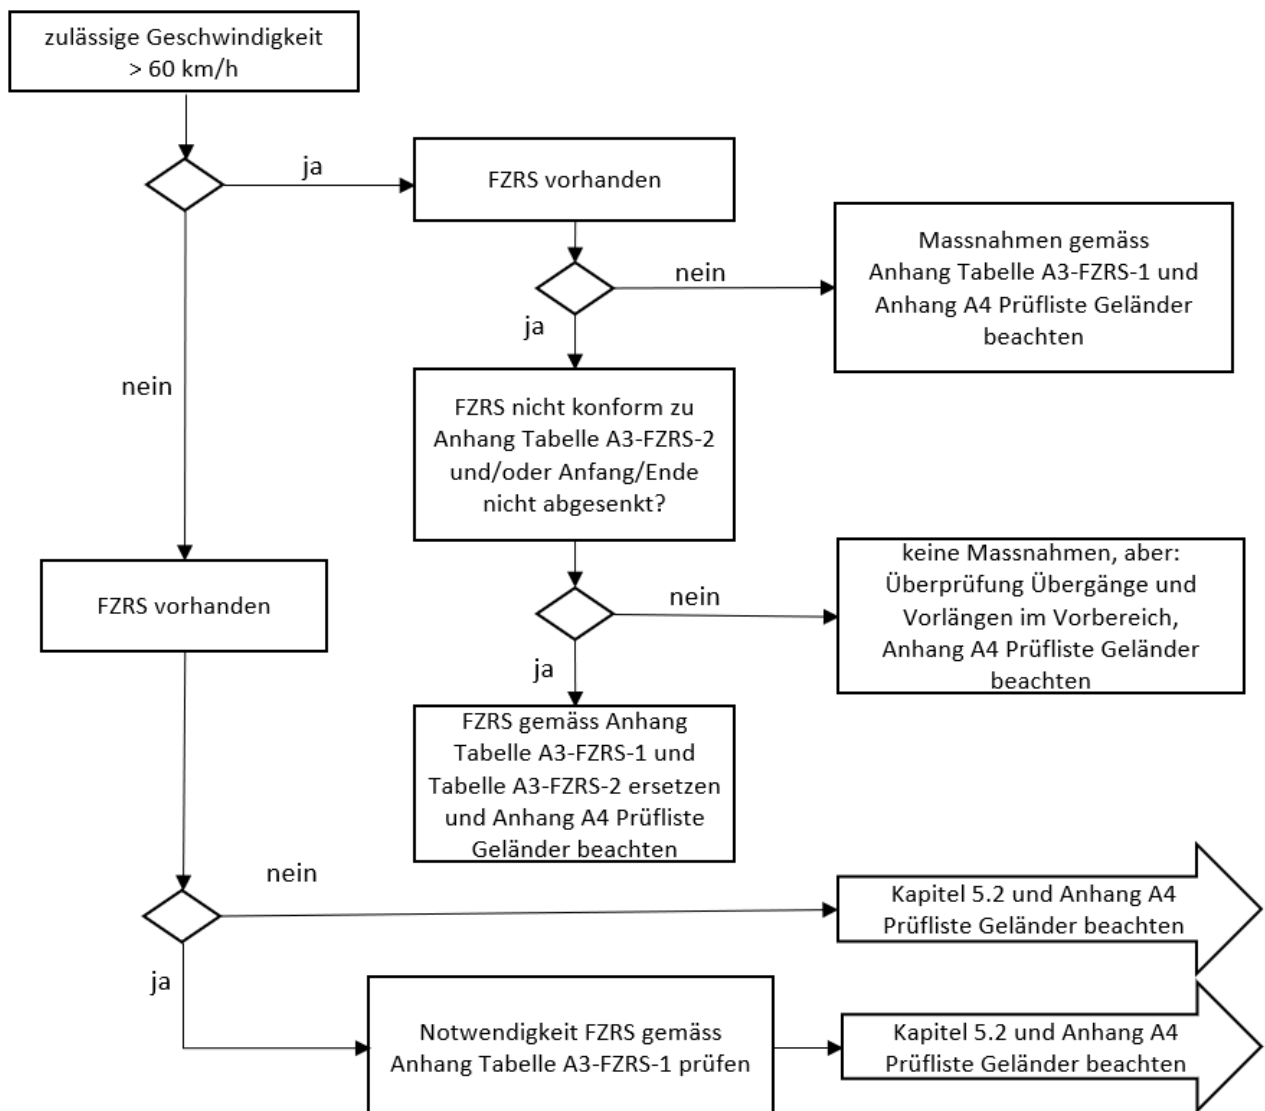 zulässige Geschwindigkeit
> 60 km/h
ja
FZRS vorhanden
nein
Massnahmen gemäss
Anhang Tabelle A3-FZRS-1 und
Anhang A4 Prüfliste Geländer
beachten
ja
nein
FZRS nicht konform zu
Anhang Tabelle A3-FZRS-2
und/oder Anfang/Ende
nicht abgesenkt?
FZRS vorhanden
nein
keine Massnahmen, aber:
Überprüfung Übergänge und
Vorlängen im Vorbereich,
Anhang A4 Prüfliste Geländer
beachten
ja
FZRS gemäss Anhang
Tabelle A3-FZRS-1 und
Tabelle A3-FZRS-2 ersetzen
und Anhang A4 Prüfliste
Geländer beachten
nein
Kapitel 5.2 und Anhang A4
Prüfliste Geländer beachten
ja
Notwendigkeit FZRS gemäss
Anhang Tabelle A3-FZRS-1 prüfen
Kapitel 5.2 und Anhang A4
Prüfliste Geländer beachten